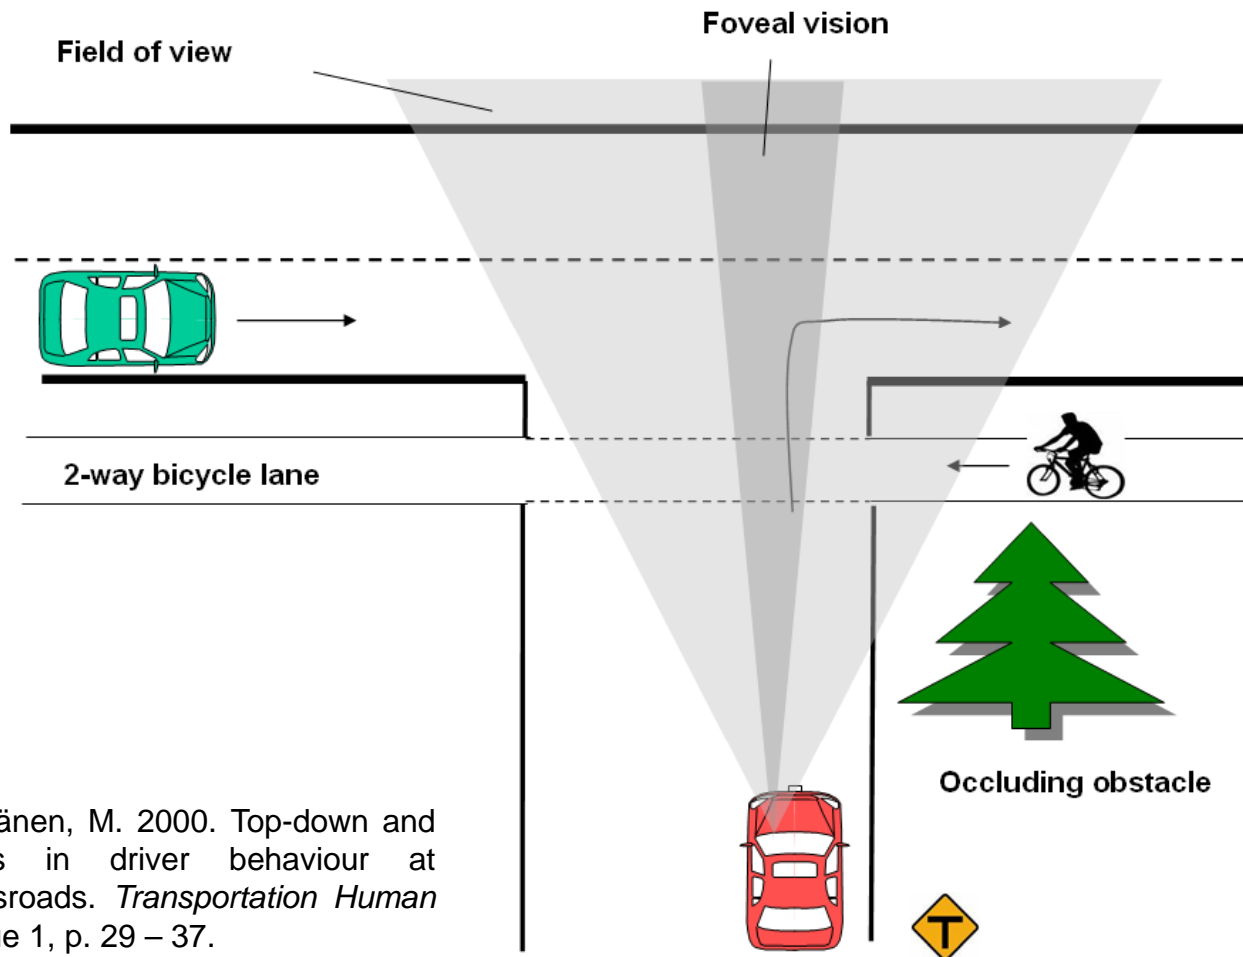 Foveal vision
Field of view
2-way bicycle lane
Occluding obstacle
änen, M. 2000. Top-down and
s in driver behaviour at
sroads. Transportation Human
ue 1, p. 29 – 37.
T